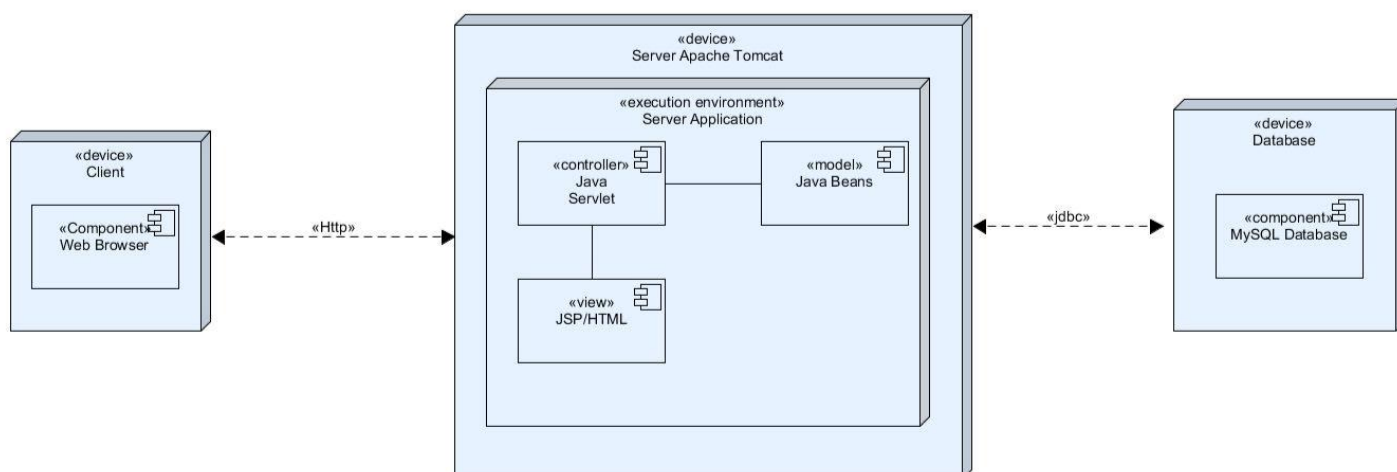 «device»
Server Apache Tomcat
«execution environment»
Server Application
«device»
Client
«Component»
Web Browser
«Http»
«controller»
Java
Servlet
«model»
Java Beans
«view»
JSP/HTML
«jdbc»
«device»
Database
«component»
MySQL Database